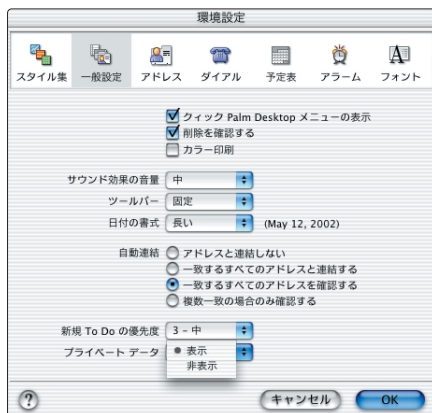 環境設定
スタイル集 一般設定 アドレス ダイアル 予定表 アラーム フォント
クィック Palm Desktop メニューの表示
削除を確認する
カラー印刷
サウンド効果の音量 中
ツールバー 固定
日付の書式 長い (May 12, 2002)
自動連結 アドレスと連結しない
一致するすべてのアドレスと連結する
一致するすべてのアドレスを確認する
複数一致の場合のみ確認する
新規 To Do の優先度 3 - 中
プライベート データ 表示
非表示
? キャンセル OK